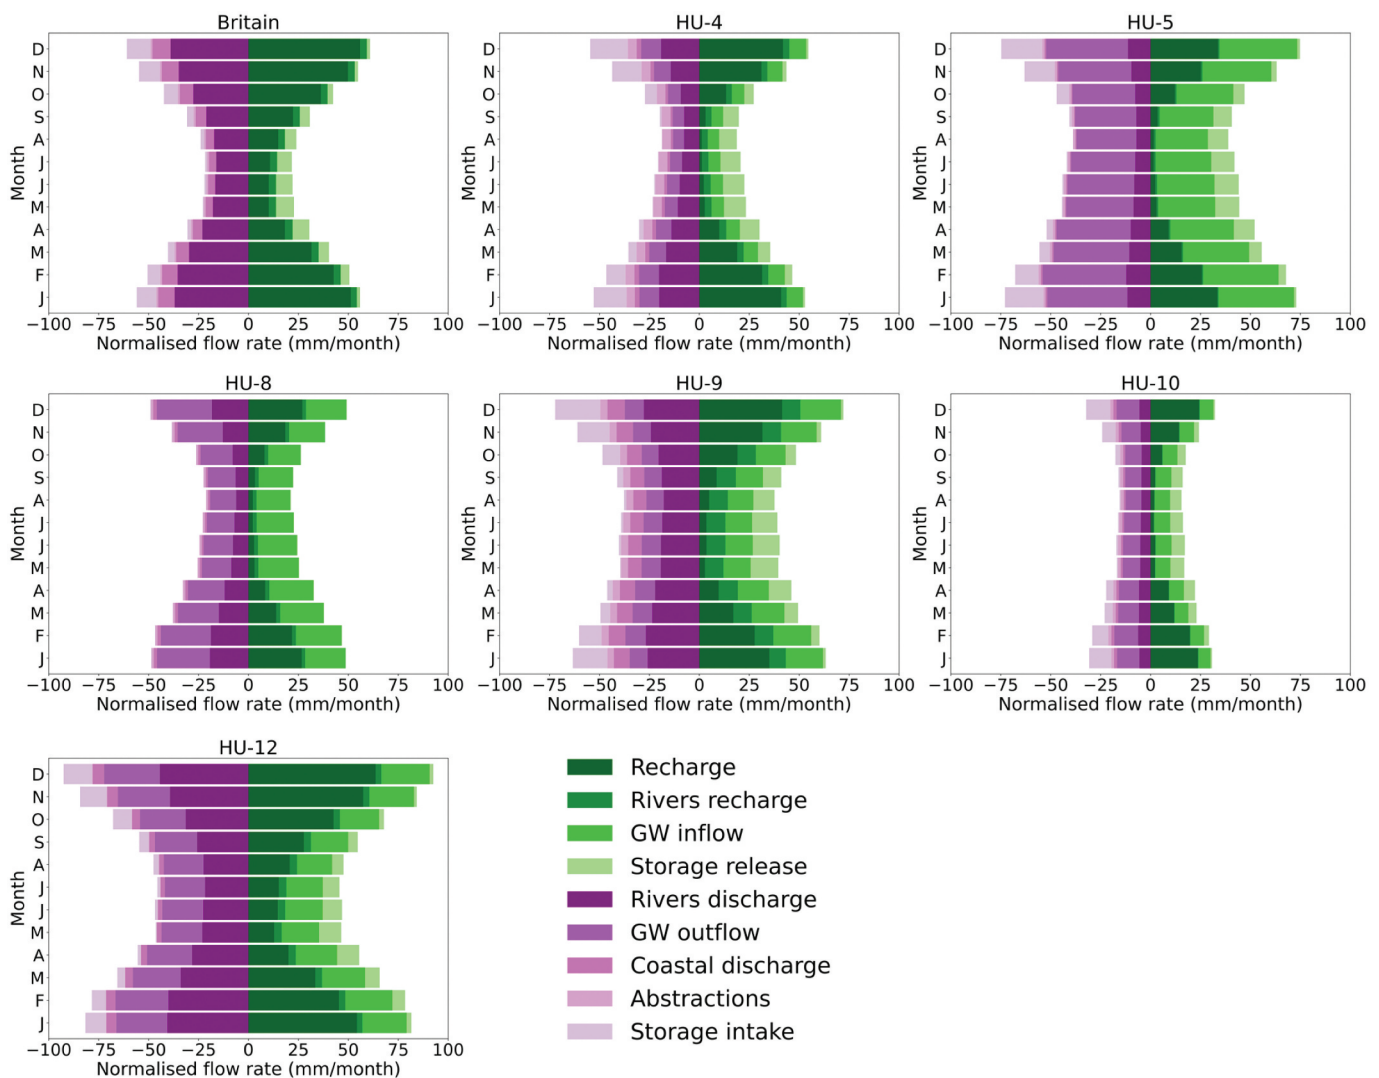 Britain
Month
D
N
O
S
A
J
J
M
A
M
F
J
−100 −75 −50 −25 0 25 50 75 100
Normalised flow rate (mm/month)
HU-4
Month
D
N
O
S
A
J
J
M
A
M
F
J
−100 −75 −50 −25 0 25 50 75 100
Normalised flow rate (mm/month)
HU-5
Month
D
N
O
S
A
J
J
M
A
M
F
J
−100 −75 −50 −25 0 25 50 75 100
Normalised flow rate (mm/month)
HU-8
Month
D
N
O
S
A
J
J
M
A
M
F
J
−100 −75 −50 −25 0 25 50 75 100
Normalised flow rate (mm/month)
HU-9
Month
D
N
O
S
A
J
J
M
A
M
F
J
−100 −75 −50 −25 0 25 50 75 100
Normalised flow rate (mm/month)
HU-10
Month
D
N
O
S
A
J
J
M
A
M
F
J
−100 −75 −50 −25 0 25 50 75 100
Normalised flow rate (mm/month)
HU-12
Month
D
N
O
S
A
J
J
M
A
M
F
J
−100 −75 −50 −25 0 25 50 75 100
Normalised flow rate (mm/month)
Recharge
Rivers recharge
GW inflow
Storage release
Rivers discharge
GW outflow
Coastal discharge
Abstractions
Storage intake